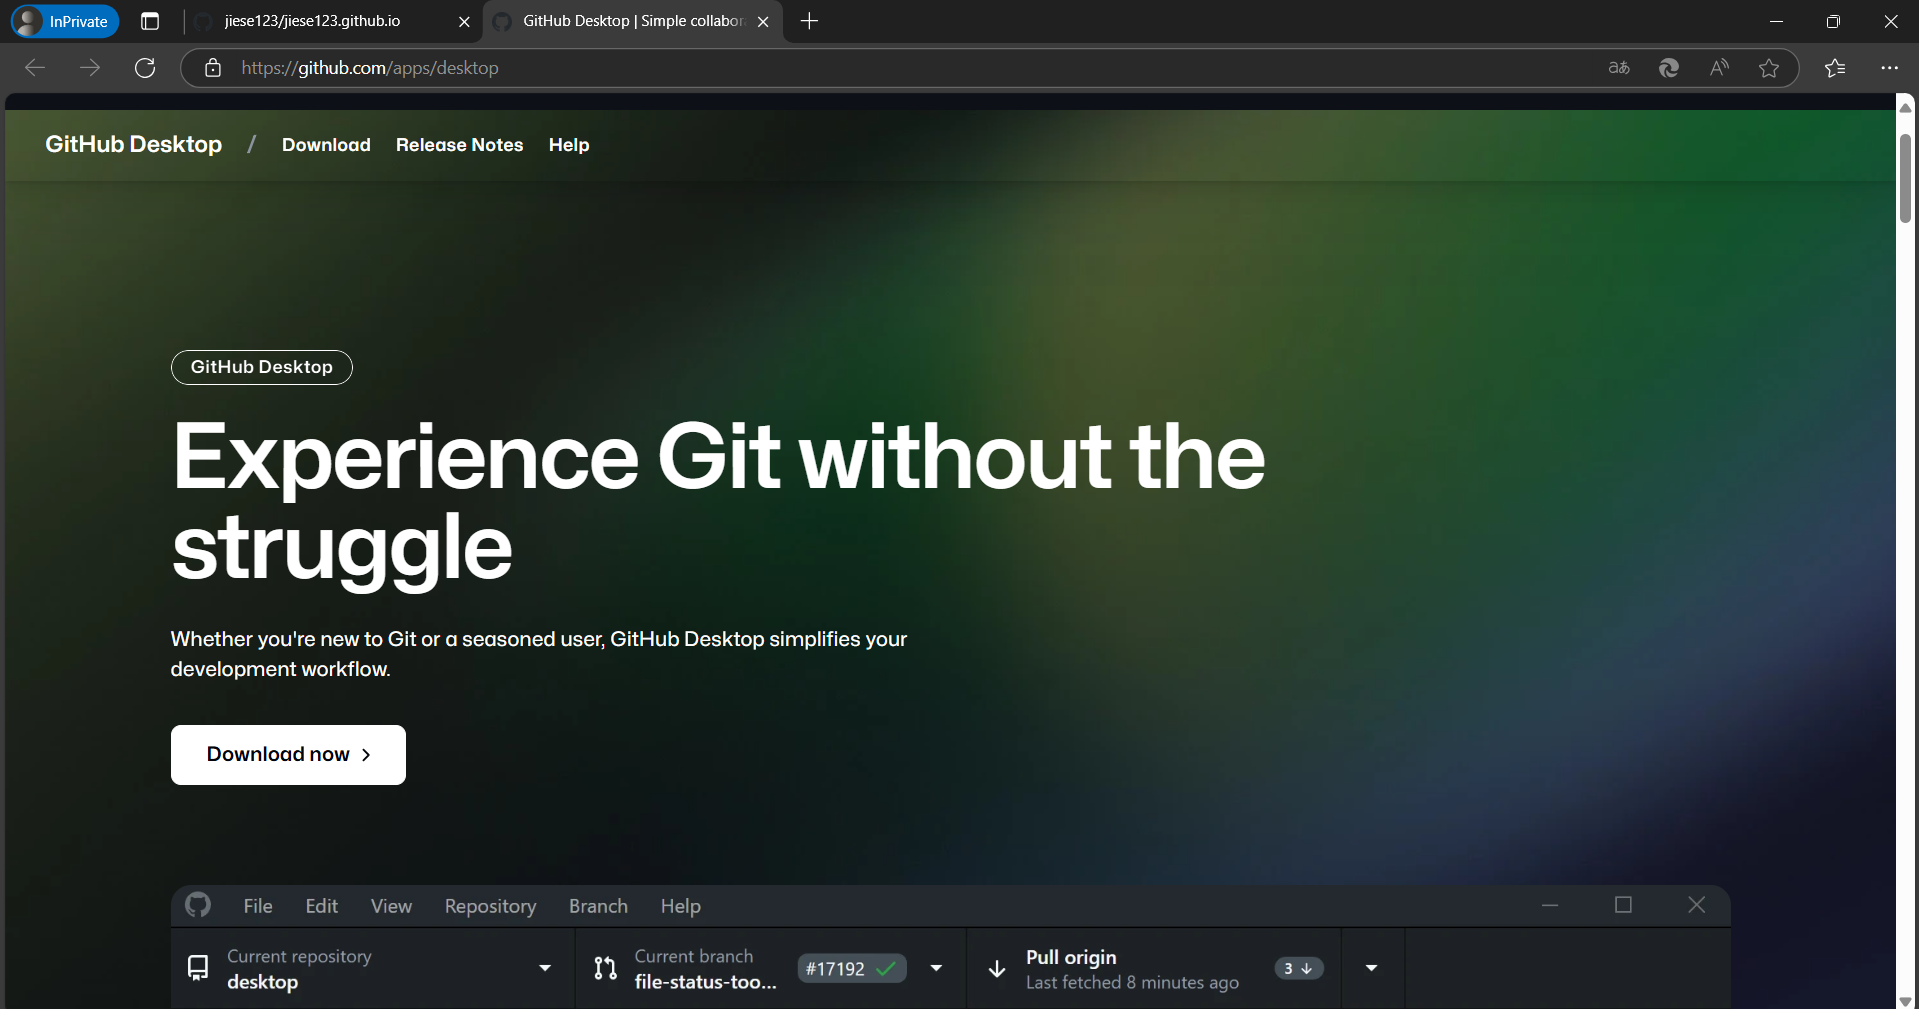 InPrivate
jiese123/jiese123.github.io
GitHub Desktop | Simple collabor
https://github.com/apps/desktop
GitHub Desktop / Download Release Notes Help
GitHub Desktop
Experience Git without the
struggle
Whether you're new to Git or a seasoned user, GitHub Desktop simplifies your
development workflow.
Download now
File Edit View Repository Branch Help
Current repository
desktop
Current branch
file-status-too...
#17192
Pull origin
Last fetched 8 minutes ago
3